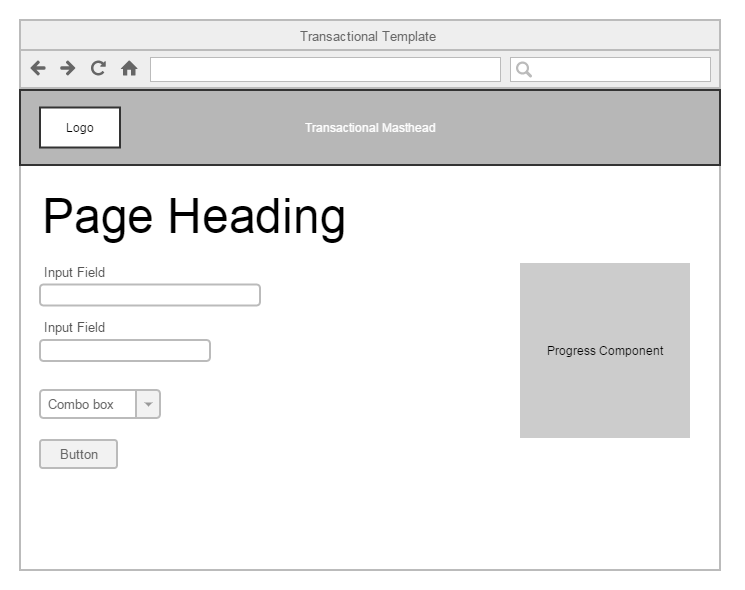 Transactional Template
Logo
Transactional Masthead
Page Heading
Input Field
Input Field
Combo box
Button
Progress Component